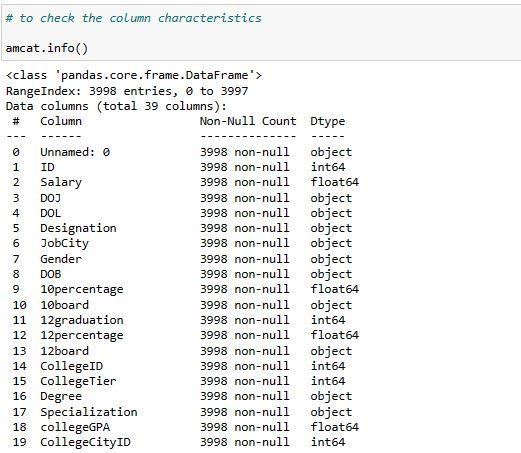 # to check the column characteristics
amcat.info()
<class 'pandas.core.frame.DataFrame'>
RangeIndex: 3998 entries, 0 to 3997
Data columns (total 39 columns):
 #   Column               Non-Null Count  Dtype
---  ------               --------------  -----
 0   Unnamed: 0           3998 non-null   object
 1   ID                   3998 non-null   int64
 2   Salary               3998 non-null   float64
 3   DOJ                  3998 non-null   object
 4   DOL                  3998 non-null   object
 5   Designation          3998 non-null   object
 6   JobCity              3998 non-null   object
 7   Gender               3998 non-null   object
 8   DOB                  3998 non-null   object
 9   10percentage         3998 non-null   float64
 10  10board              3998 non-null   object
 11  12graduation         3998 non-null   int64
 12  12percentage         3998 non-null   float64
 13  12board              3998 non-null   object
 14  CollegeID            3998 non-null   int64
 15  CollegeTier          3998 non-null   int64
 16  Degree               3998 non-null   object
 17  Specialization       3998 non-null   object
 18  collegeGPA           3998 non-null   float64
 19  CollegeCityID        3998 non-null   int64